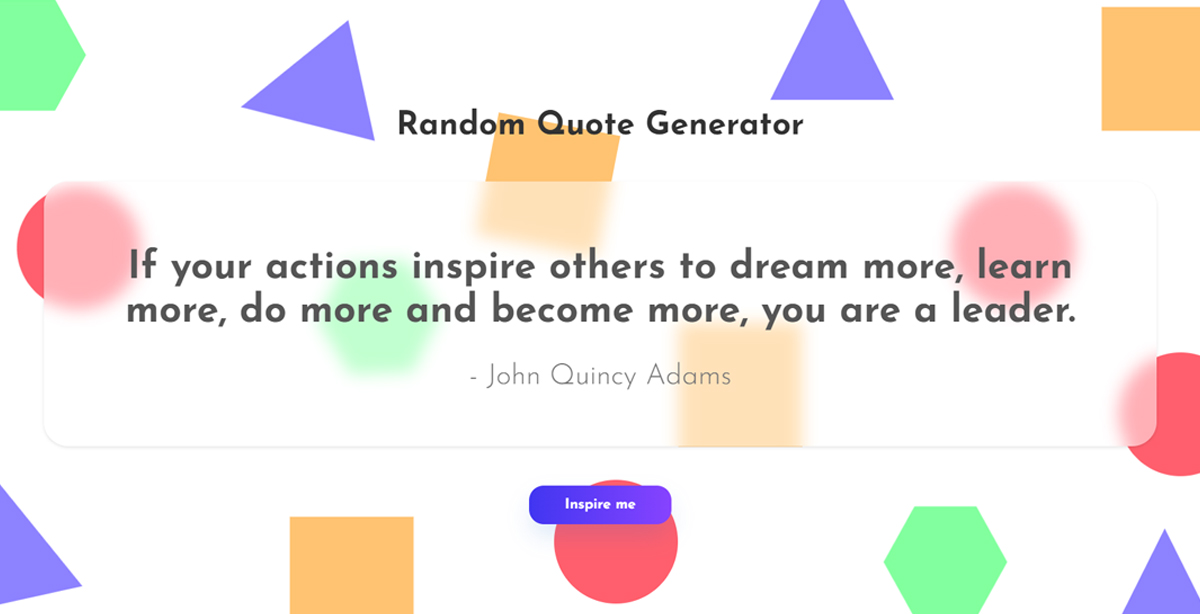 Random Quote Generator
If your actions inspire others to dream more, learn
more, do more and become more, you are a leader.
- John Quincy Adams
Inspire me